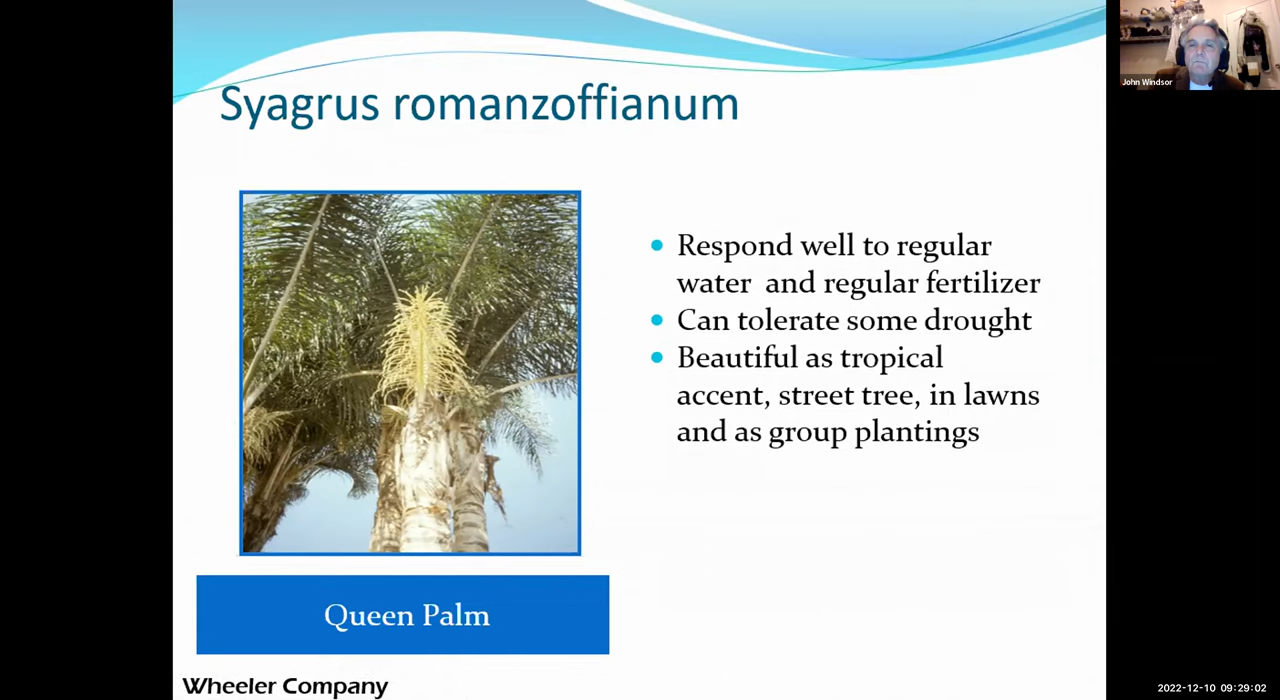 Syagrus romanzoffianum
Respond well to regular
water and regular fertilizer
Can tolerate some drought
Beautiful as tropical
accent, street tree, in lawns
and as group plantings
Queen Palm
Wheeler Company
John Windsor
2022-12-10 09:29:02